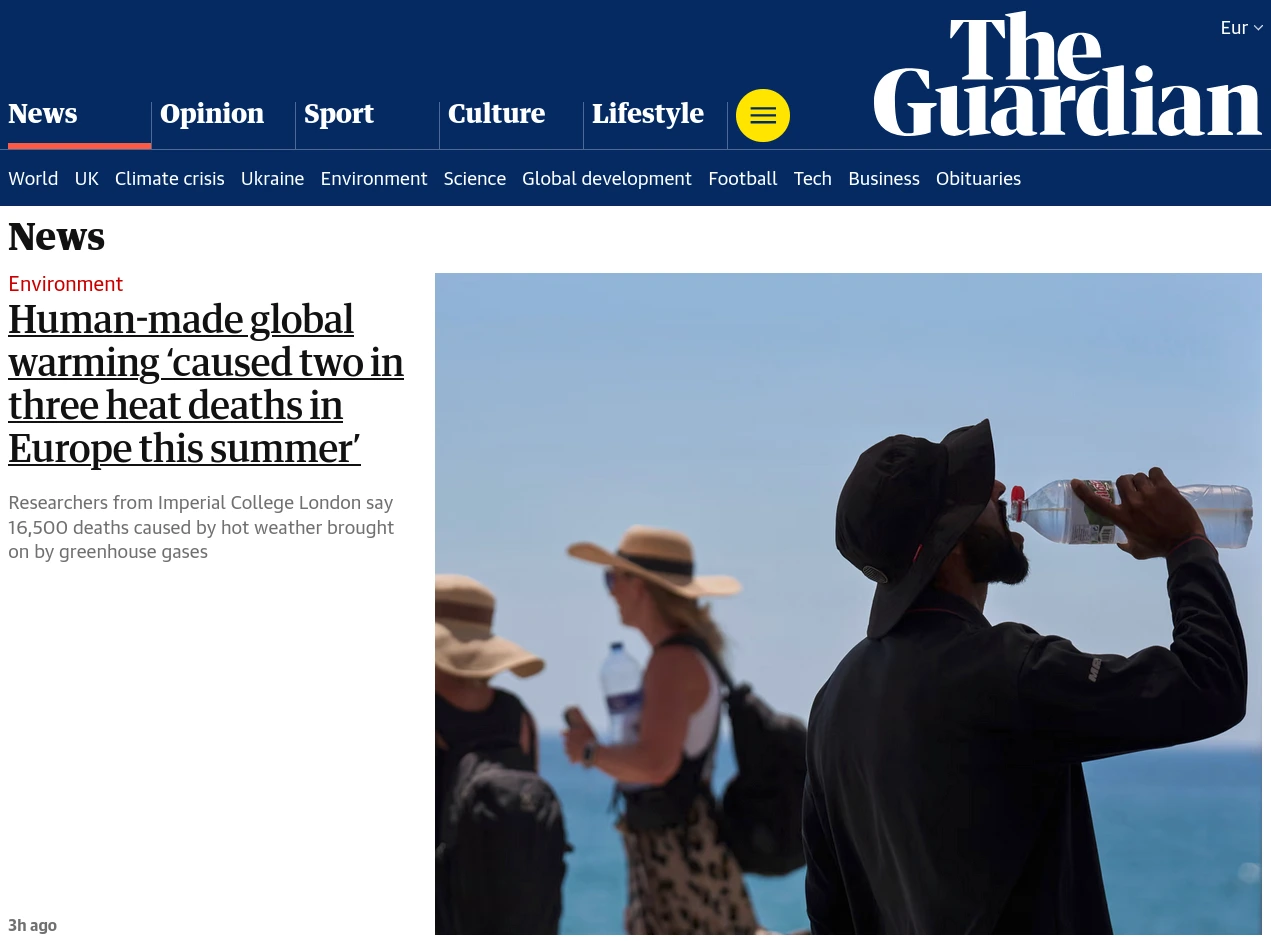 The
Guardian
Eur
News
Opinion
Sport
Culture
Lifestyle
World
UK
Climate crisis
Ukraine
Environment
Science
Global development
Football
Tech
Business
Obituaries
News
Environment
Human-made global
warming ‘caused two in
three heat deaths in
Europe this summer’
Researchers from Imperial College London say
16,500 deaths caused by hot weather brought
on by greenhouse gases
3h ago